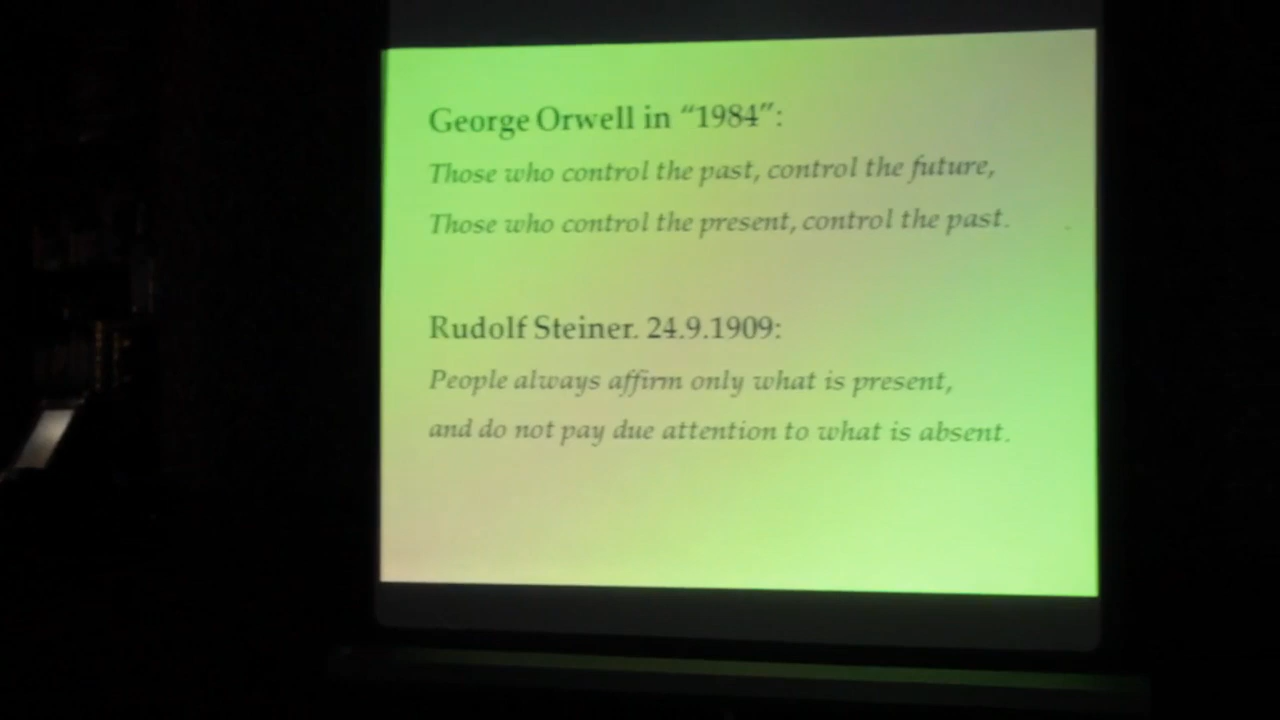 George Orwell in “1984”:
Those who control the past, control the future,
Those who control the present, control the past.
Rudolf Steiner. 24.9.1909:
People always affirm only what is present,
and do not pay due attention to what is absent.